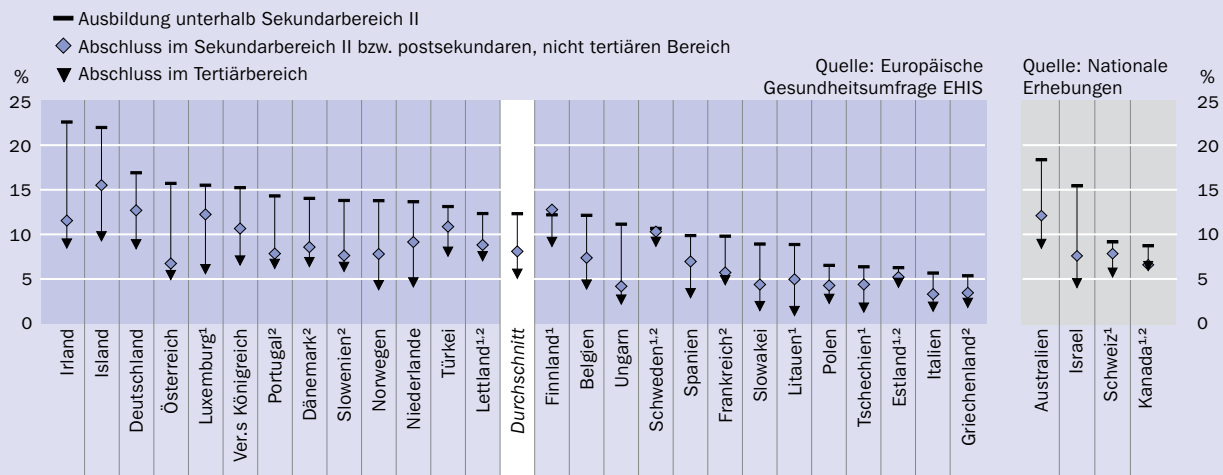 Ausbildung unterhalb Sekundarbereich II
Abschluss im Sekundarbereich II bzw. postsekundaren, nicht tertiären Bereich
Abschluss im Tertiärbereich
Quelle: Europäische
Gesundheitsumfrage EHIS
Quelle: Nationale
Erhebungen
%
%
25
20
15
10
5
0
25
20
15
10
5
0
Irland
Island
Deutschland
Österreich
Luxemburg¹
Ver.s Königreich
Portugal²
Dänemark²
Slowenien²
Norwegen
Niederlande
Türkei
Lettland¹·²
Durchschnitt
Finnland¹
Belgien
Ungarn
Schweden¹·²
Spanien
Frankreich²
Slowakei
Litauen¹
Polen
Tschechien¹
Estland¹·²
Italien
Griechenland²
Australien
Israel
Schweiz¹
Kanada¹·²